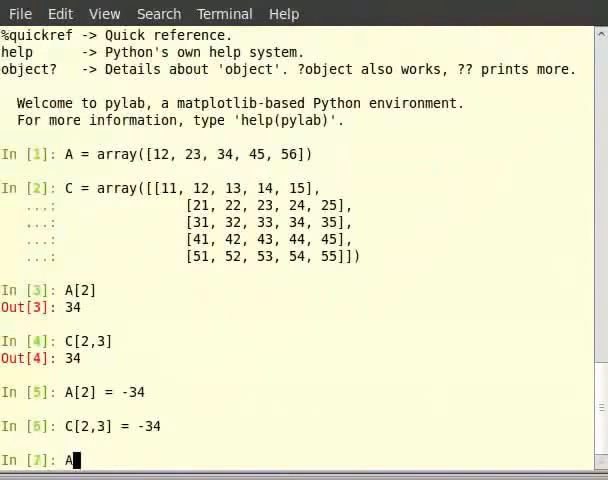 File Edit View Search Terminal Help
%quickref -> Quick reference.
help      -> Python's own help system.
object?   -> Details about 'object'. ?object also works, ?? prints more.
  Welcome to pylab, a matplotlib-based Python environment.
  For more information, type 'help(pylab)'.
In [1]: A = array([12, 23, 34, 45, 56])
In [2]: C = array([[11, 12, 13, 14, 15],
   ...:                [21, 22, 23, 24, 25],
   ...:                [31, 32, 33, 34, 35],
   ...:                [41, 42, 43, 44, 45],
   ...:                [51, 52, 53, 54, 55]])
In [3]: A[2]
Out[3]: 34
In [4]: C[2,3]
Out[4]: 34
In [5]: A[2] = -34
In [6]: C[2,3] = -34
In [7]: A